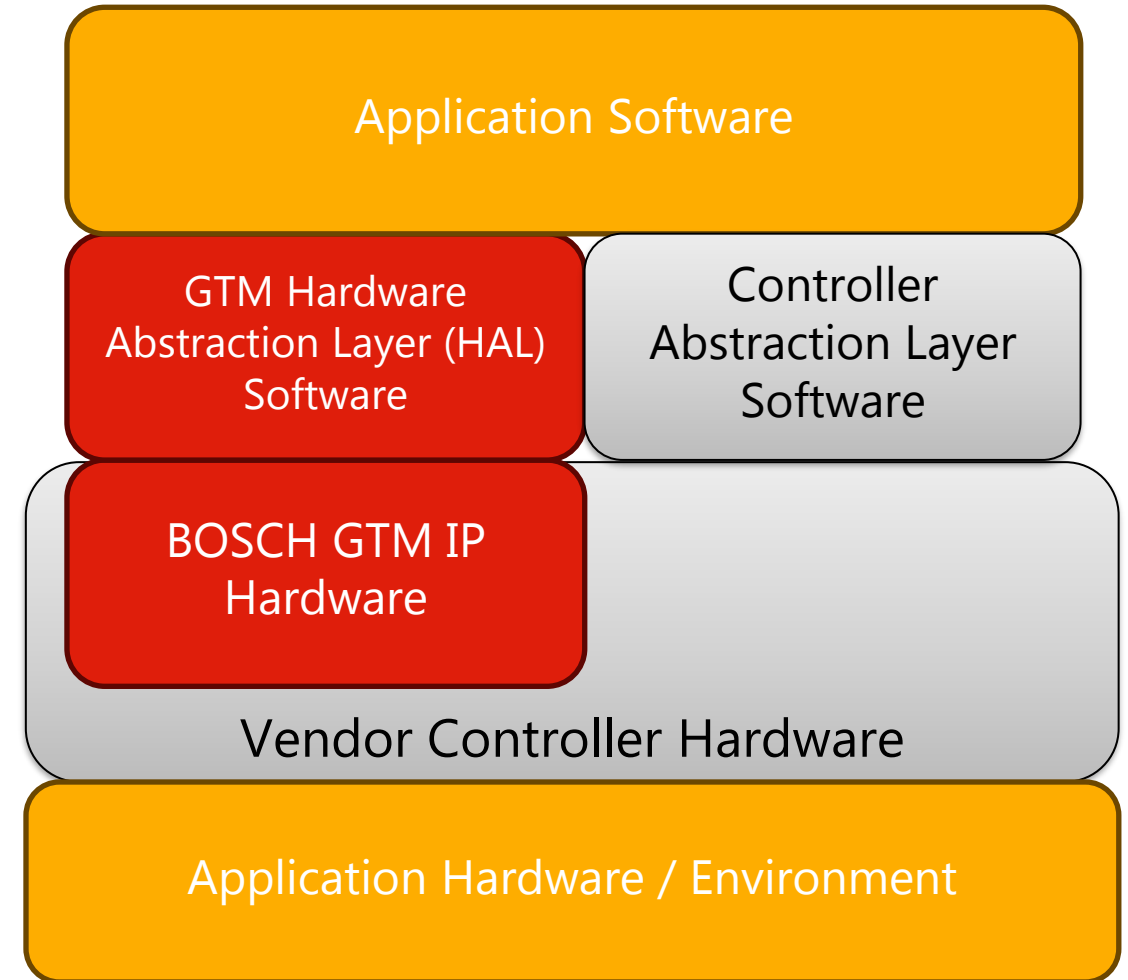 Application Software
GTM Hardware
Abstraction Layer (HAL)
Software
Controller
Abstraction Layer
Software
BOSCH GTM IP
Hardware
Vendor Controller Hardware
Application Hardware / Environment